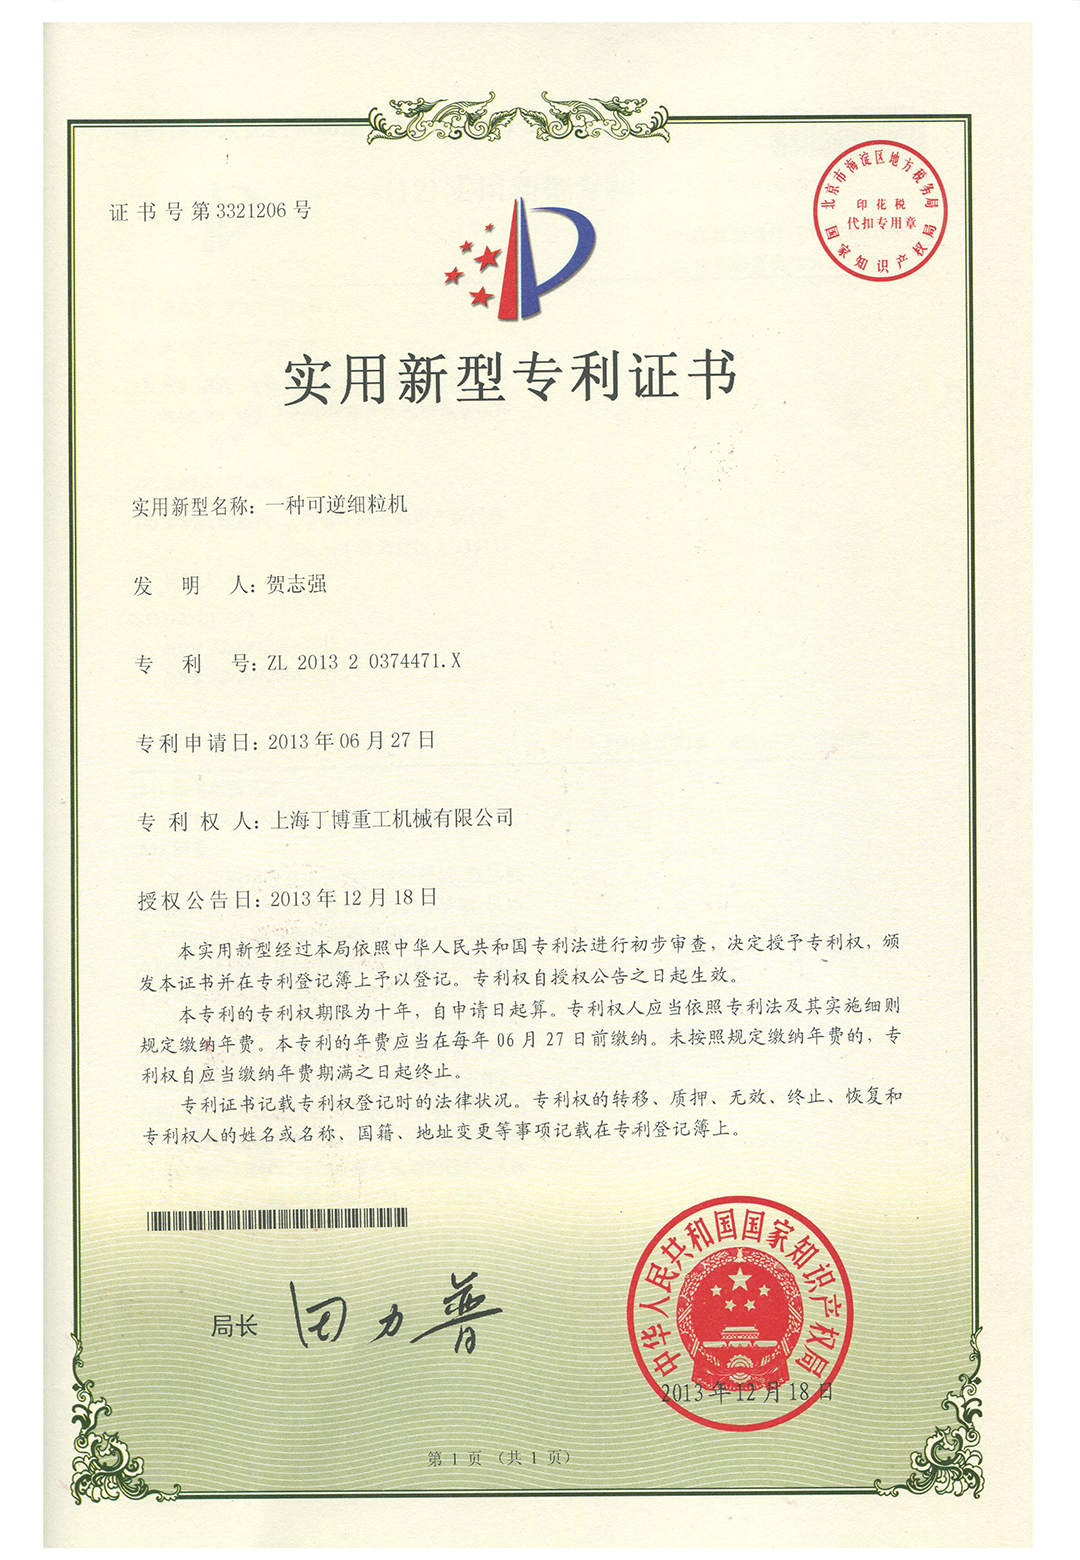 证书号第3321206号
北京市海淀区地方税务局
印花税
代扣专用章
国家知识产权局
实用新型专利证书
实用新型名称：一种可逆细粒机
发明人：贺志强
专利号：ZL 2013 2 0374471.X
专利申请日：2013年06月27日
专利权人：上海丁博重工机械有限公司
授权公告日：2013年12月18日
本实用新型经过本局依照中华人民共和国专利法进行初步审查，决定授予专利权，颁
发本证书并在专利登记簿上予以登记。专利权自授权公告之日起生效。
本专利的专利权期限为十年，自申请日起算。专利权人应当依照专利法及其实施细则
规定缴纳年费。本专利的年费应当在每年06月27日前缴纳。未按照规定缴纳年费的，专
利权自应当缴纳年费期满之日起终止。
专利证书记载专利权登记时的法律状况。专利权的转移、质押、无效、终止、恢复和
专利权人的姓名或名称、国籍、地址变更等事项记载在专利登记簿上。
局长 田力普
中华人民共和国国家知识产权局
2013年12月18日
第1页（共1页）